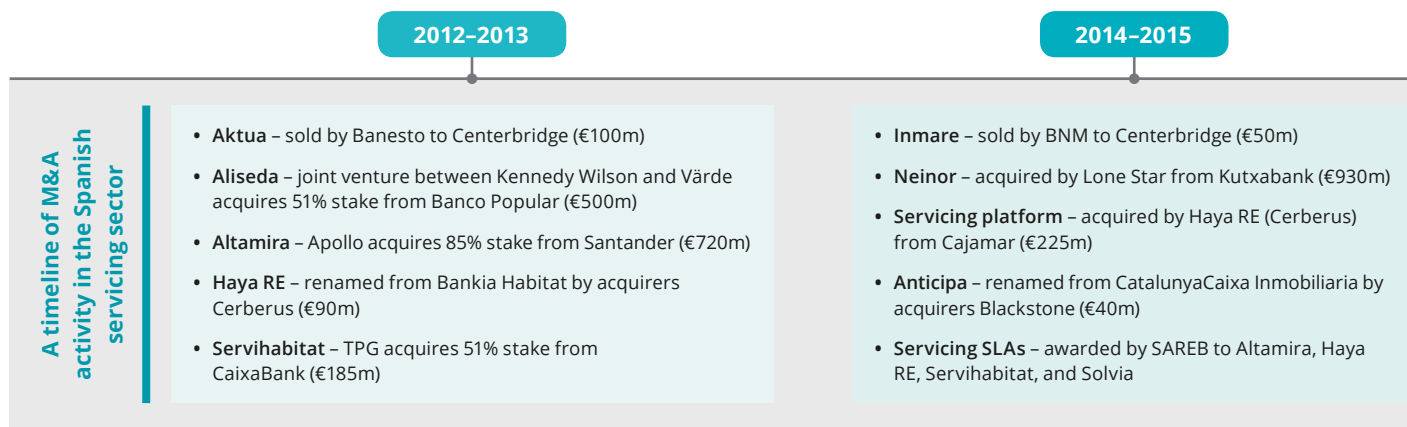 2012–2013
2014–2015
A timeline of M&A
activity in the Spanish
servicing sector
• Aktua – sold by Banesto to Centerbridge (€100m)
• Aliseda – joint venture between Kennedy Wilson and Värde
acquires 51% stake from Banco Popular (€500m)
• Altamira – Apollo acquires 85% stake from Santander (€720m)
• Haya RE – renamed from Bankia Habitat by acquirers
Cerberus (€90m)
• Servihabitat – TPG acquires 51% stake from
CaixaBank (€185m)
• Inmare – sold by BNM to Centerbridge (€50m)
• Neinor – acquired by Lone Star from Kutxabank (€930m)
• Servicing platform – acquired by Haya RE (Cerberus)
from Cajamar (€225m)
• Anticipa – renamed from CatalunyaCaixa Inmobiliaria by
acquirers Blackstone (€40m)
• Servicing SLAs – awarded by SAREB to Altamira, Haya
RE, Servihabitat, and Solvia